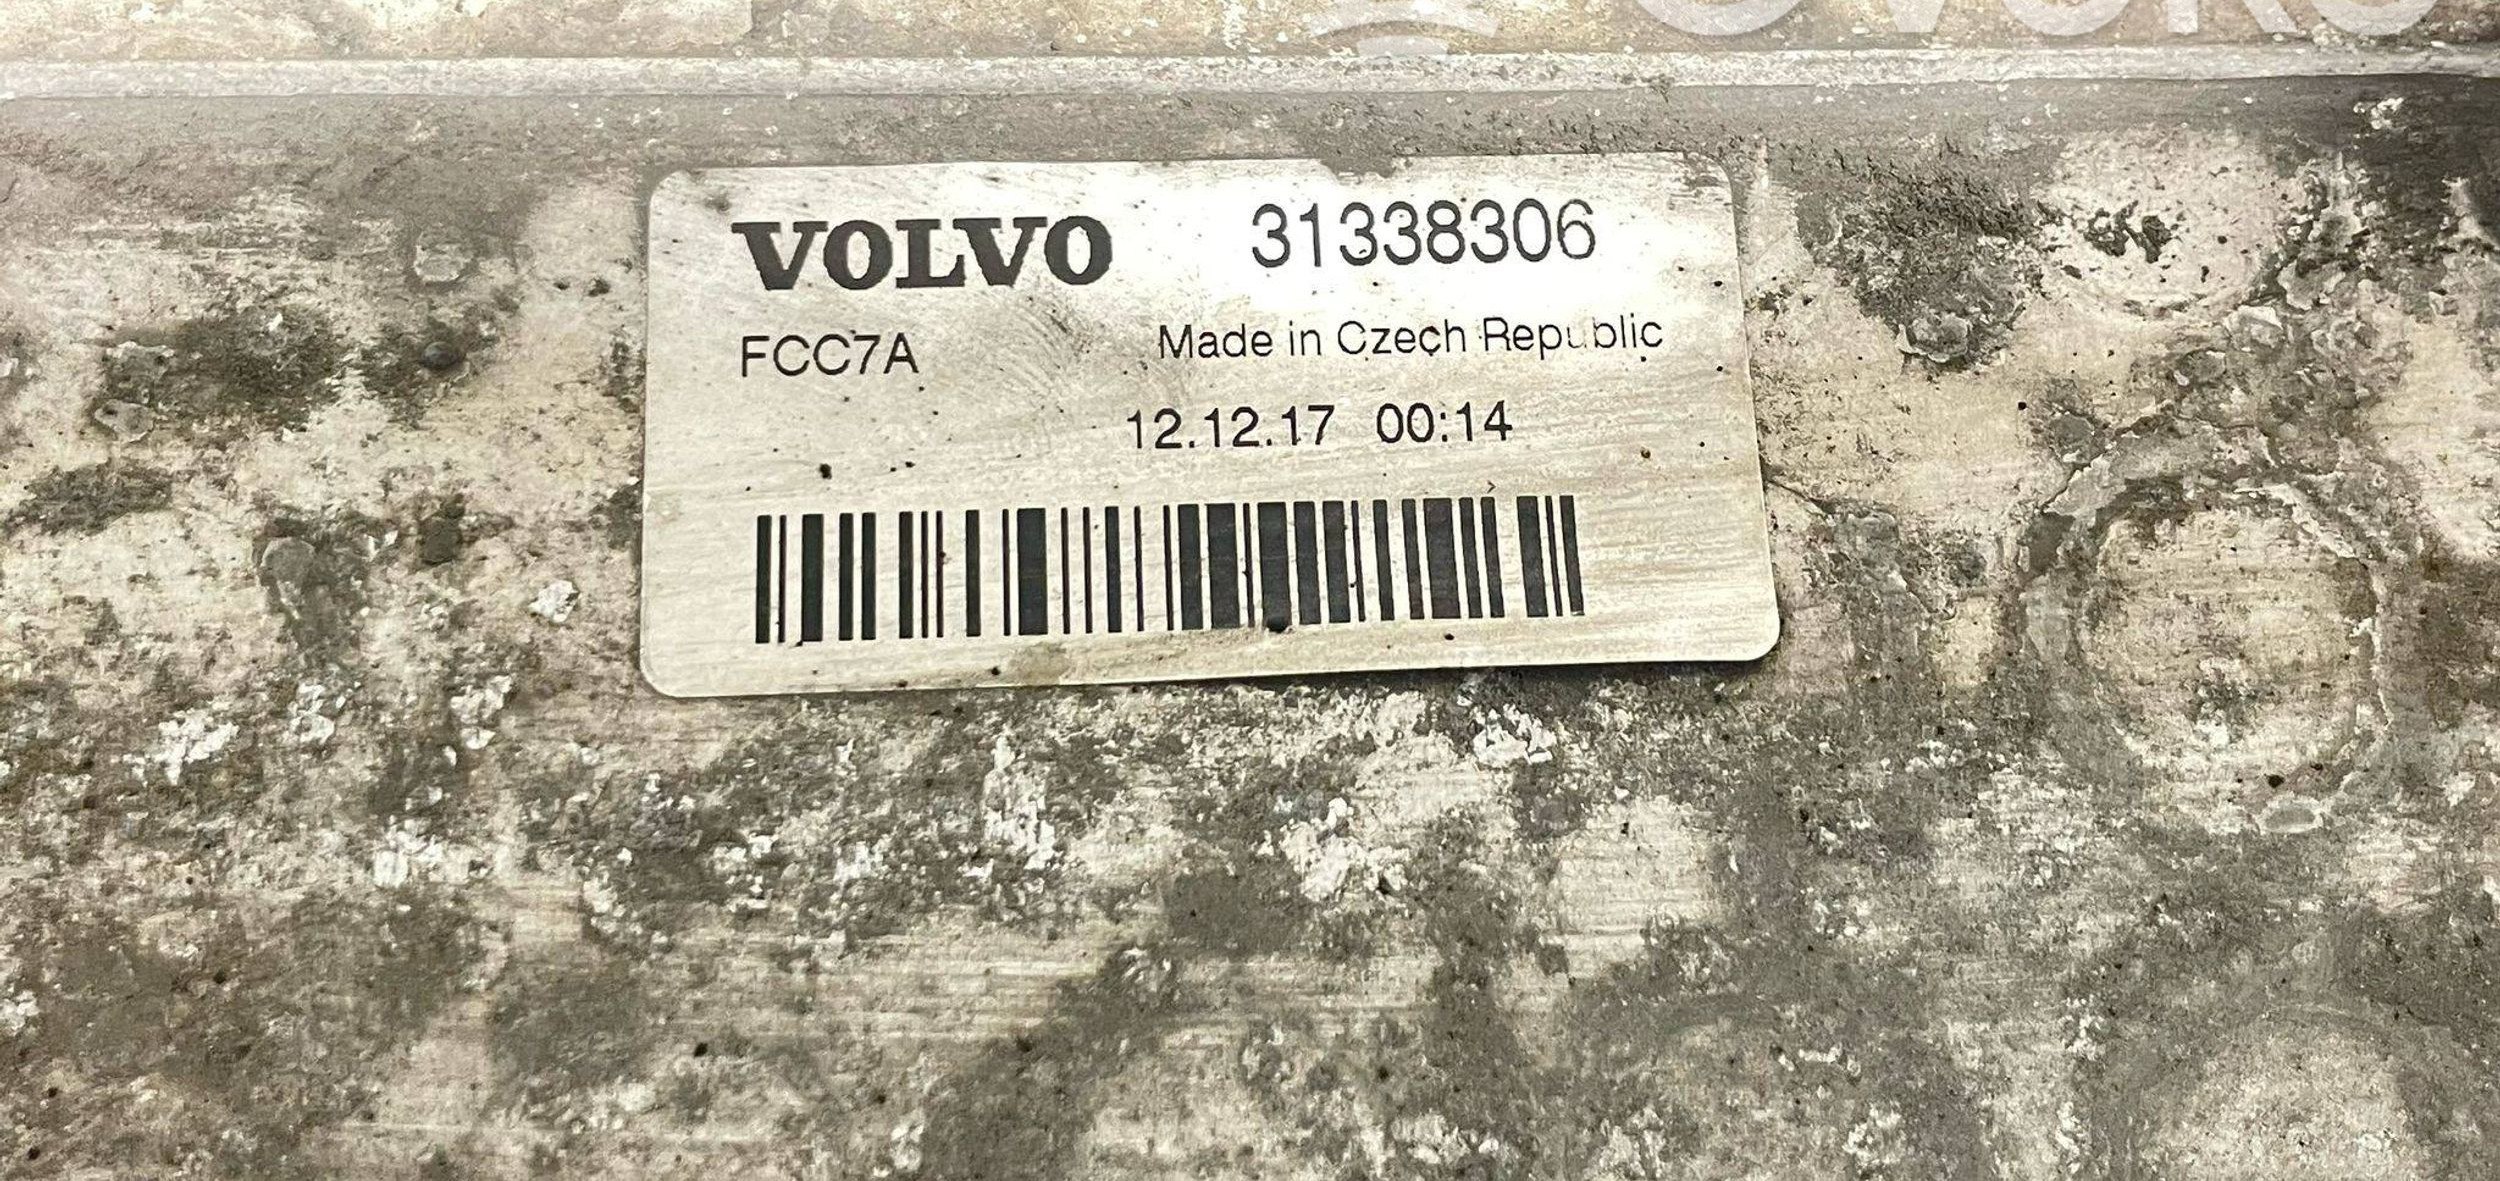 VOLVO 31338306
FCC7A Made in Czech Republic
12.12.17 00:14